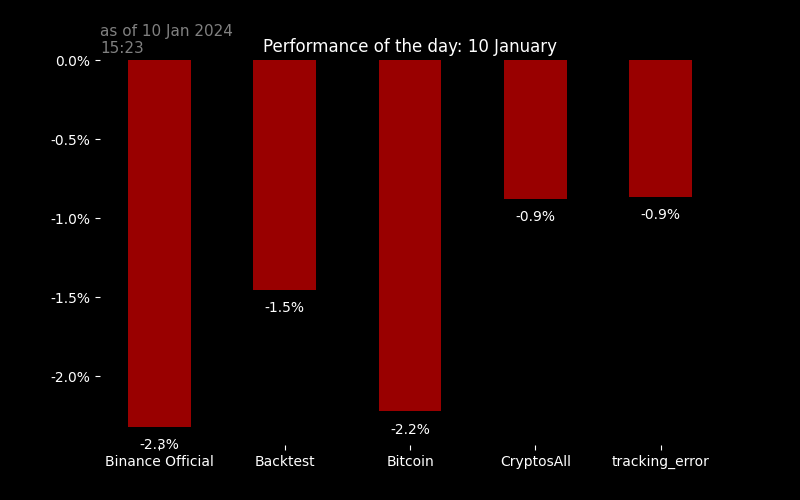 as of 10 Jan 2024
15:23
Performance of the day: 10 January
0.0%
-0.5%
-1.0%
-1.5%
-2.0%
-2.3%
-1.5%
-2.2%
-0.9%
-0.9%
Binance Official
Backtest
Bitcoin
CryptosAll
tracking_error